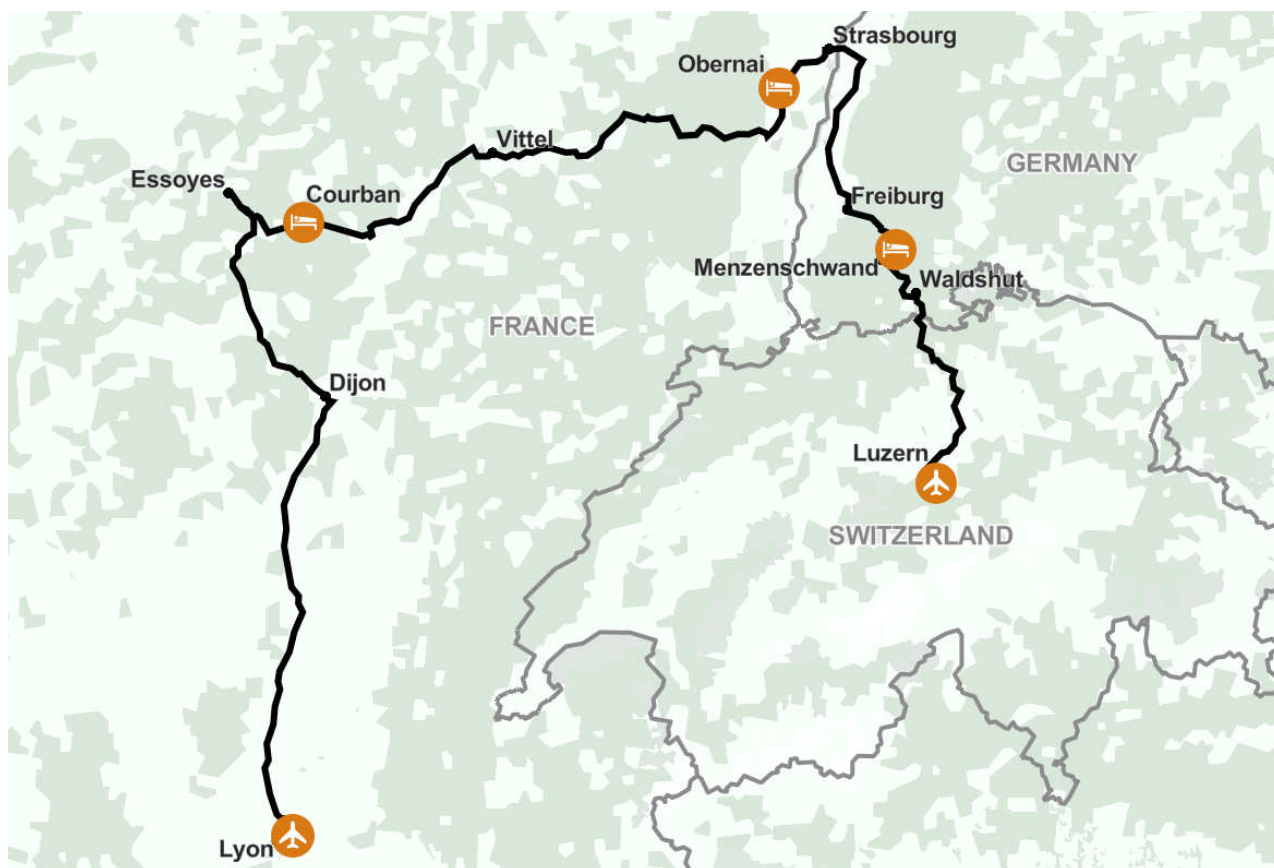 Strasbourg
Obernai
Vittel
GERMANY
Essoyes
Courban
Freiburg
Menzenschwand
Waldshut
FRANCE
Dijon
Luzern
SWITZERLAND
Lyon